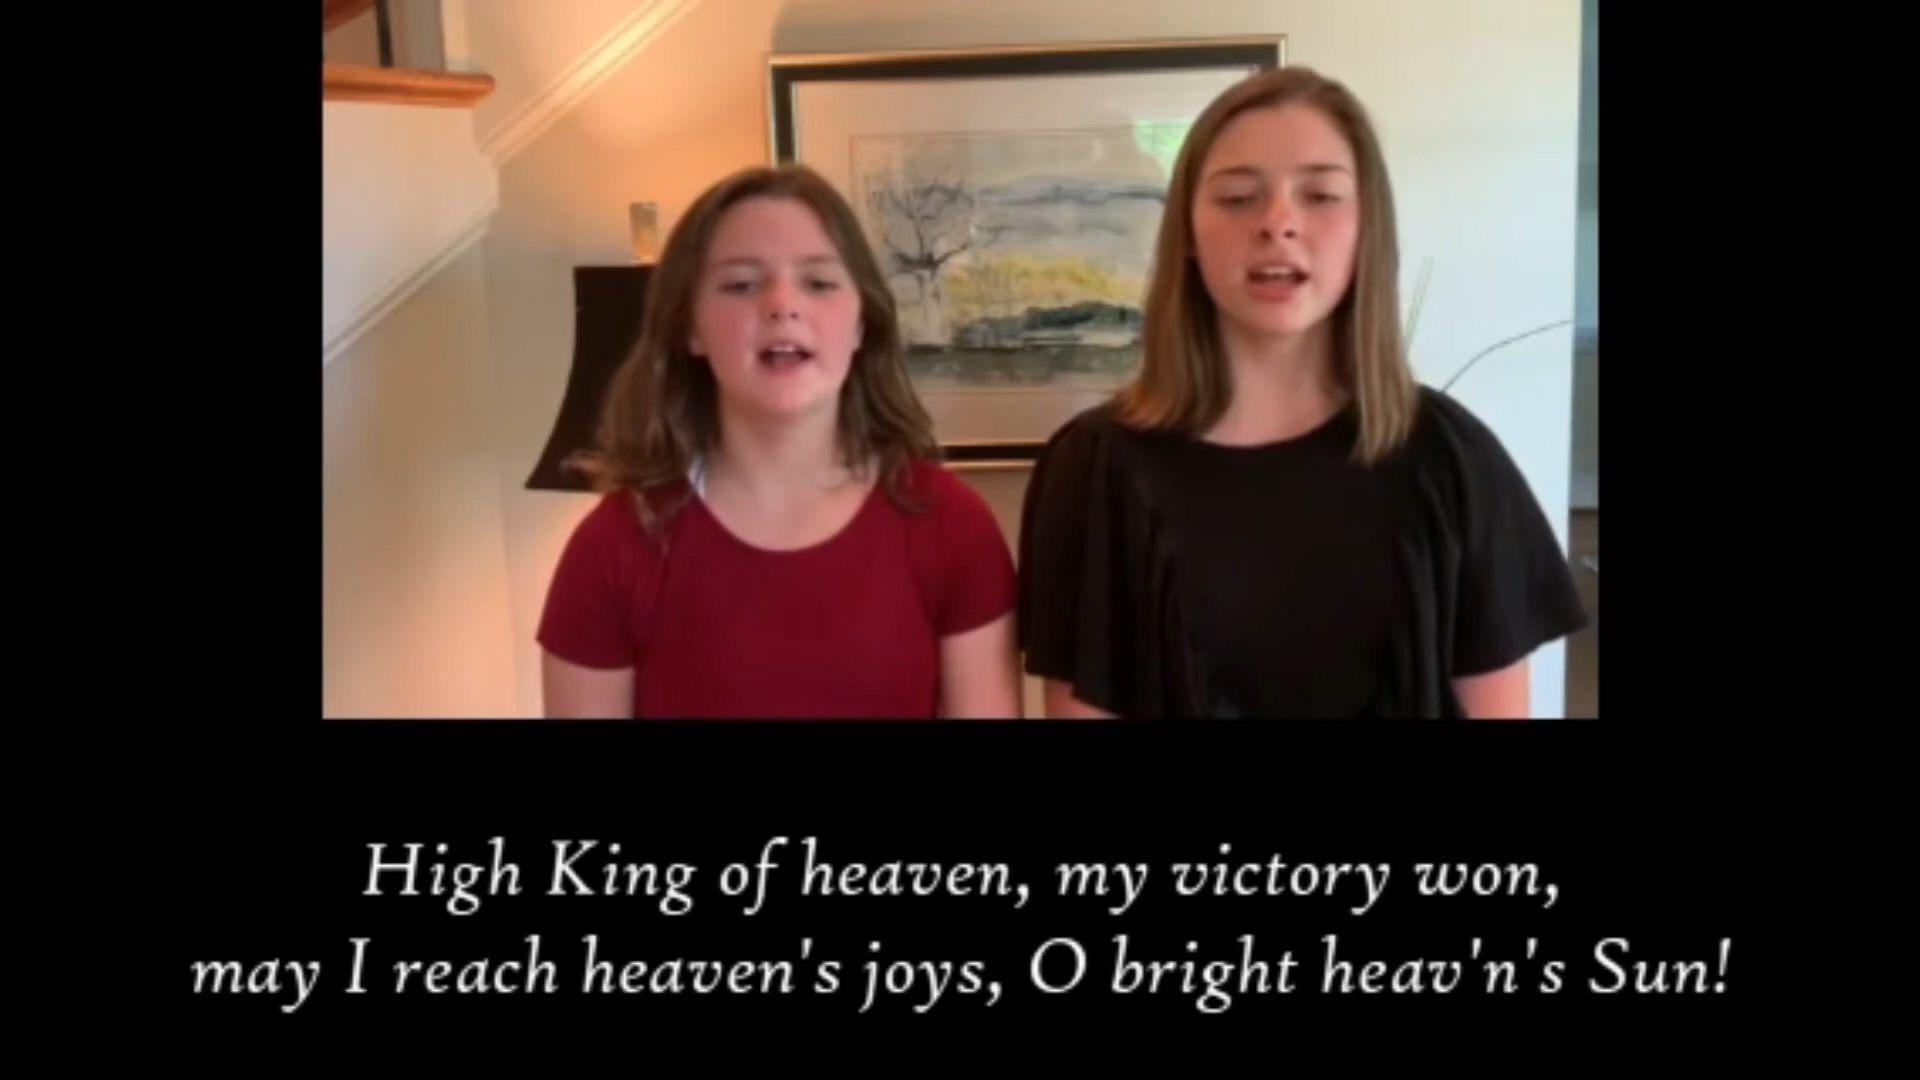 High King of heaven, my victory won,
may I reach heaven's joys, O bright heav'n's Sun!